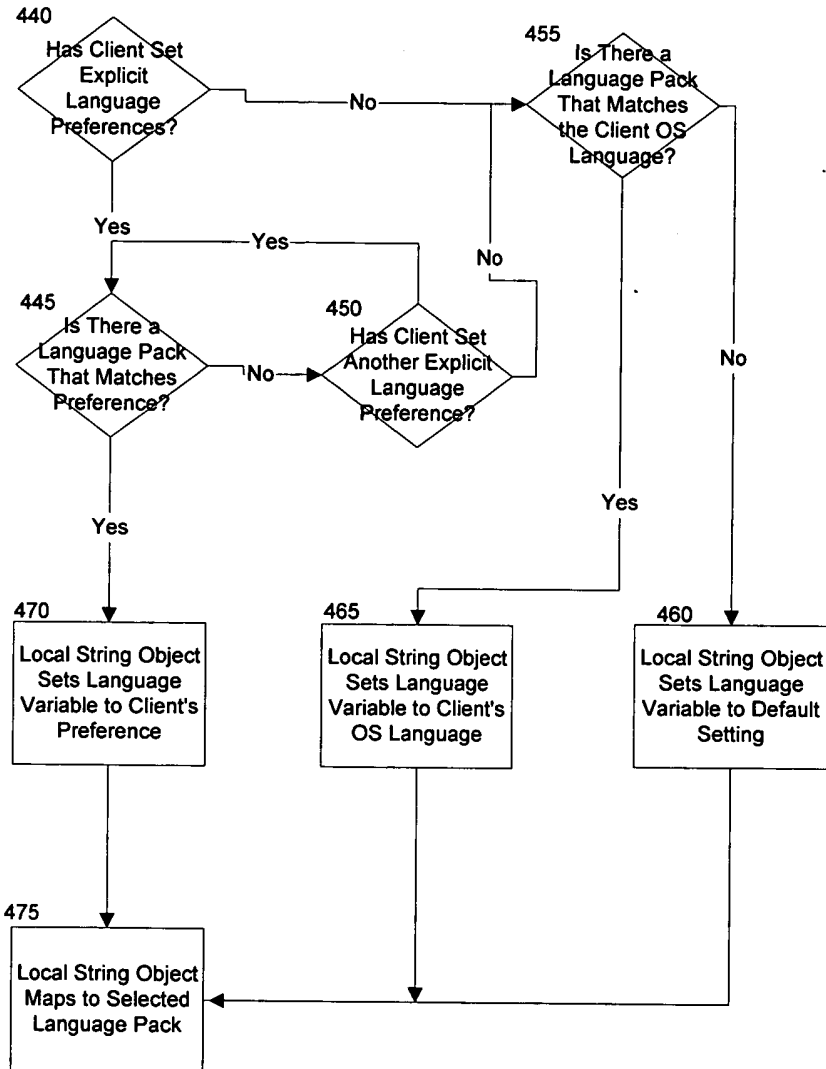 440
Has Client Set
Explicit
Language
Preferences?
No
455
Is There a
Language Pack
That Matches
the Client OS
Language?
Yes
Yes
No
445
Is There a
Language Pack
That Matches
Preference?
No
450
Has Client Set
Another Explicit
Language
Preference?
No
Yes
Yes
470
Local String Object
Sets Language
Variable to Client's
Preference
465
Local String Object
Sets Language
Variable to Client's
OS Language
460
Local String Object
Sets Language
Variable to Default
Setting
475
Local String Object
Maps to Selected
Language Pack